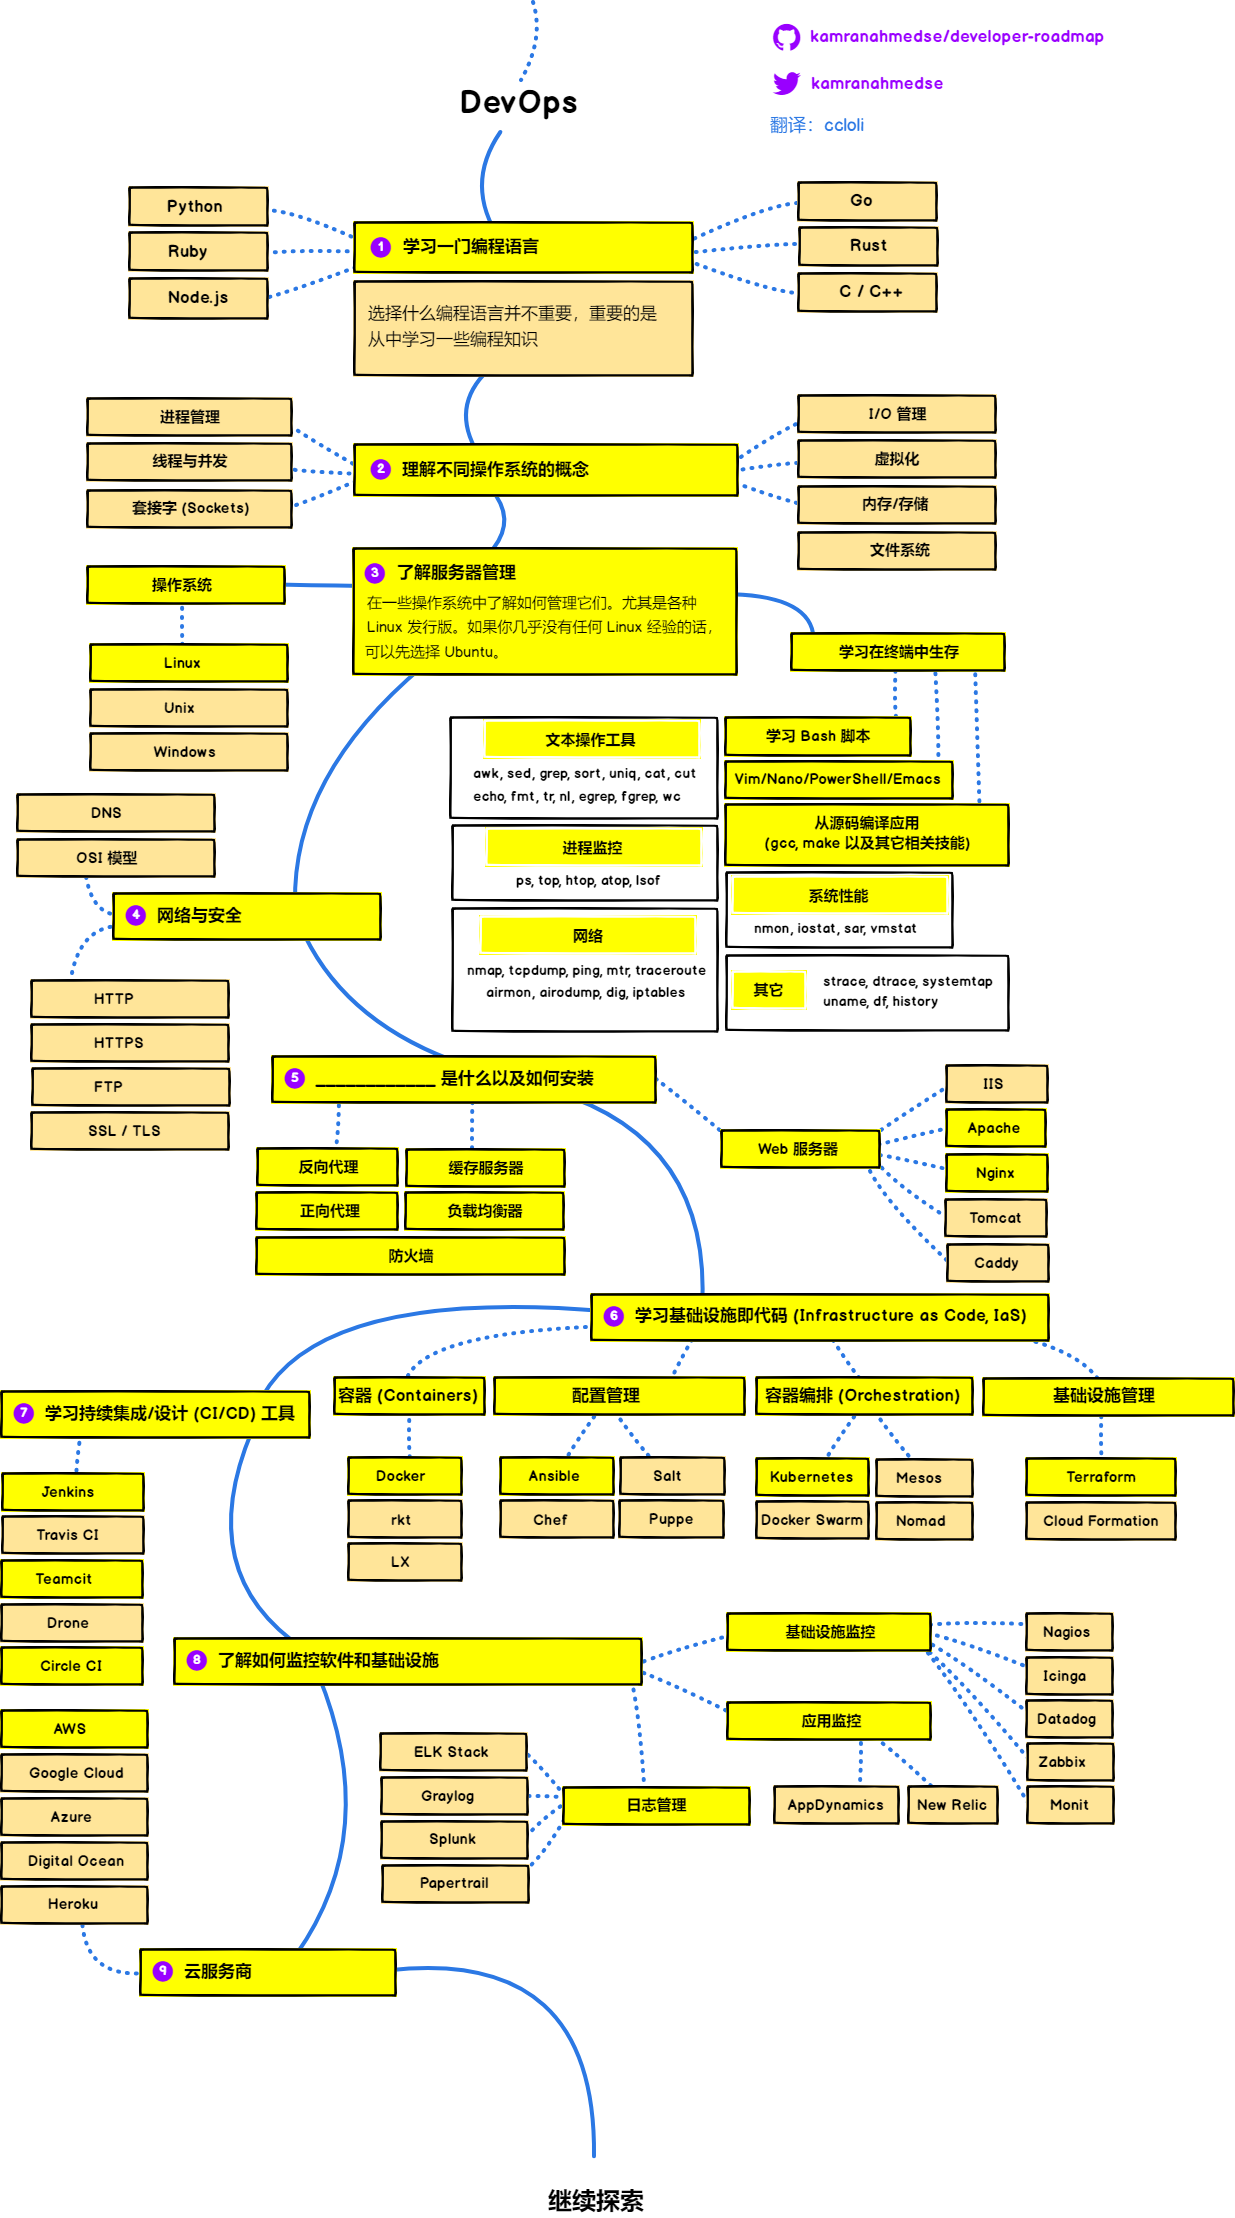 kamranahmedse/developer-roadmap
kamranahmedse
翻译：ccloli
DevOps
Python
Ruby
Node.js
1 学习一门编程语言
选择什么编程语言并不重要，重要的是
从中学习一些编程知识
Go
Rust
C / C++
进程管理
线程与并发
套接字 (Sockets)
2 理解不同操作系统的概念
I/O 管理
虚拟化
内存/存储
文件系统
操作系统
Linux
Unix
Windows
3 了解服务器管理
在一些操作系统中了解如何管理它们。尤其是各种
Linux 发行版。如果你几乎没有任何 Linux 经验的话，
可以先选择 Ubuntu。
学习在终端中生存
文本操作工具
awk, sed, grep, sort, uniq, cat, cut
echo, fmt, tr, nl, egrep, fgrep, wc
进程监控
ps, top, htop, atop, lsof
网络
nmap, tcpdump, ping, mtr, traceroute
airmon, airodump, dig, iptables
学习 Bash 脚本
Vim/Nano/PowerShell/Emacs
从源码编译应用
(gcc, make 以及其它相关技能)
系统性能
nmon, iostat, sar, vmstat
其它
strace, dtrace, systemtap
uname, df, history
DNS
OSI 模型
4 网络与安全
HTTP
HTTPS
FTP
SSL / TLS
5 ____________ 是什么以及如何安装
反向代理
缓存服务器
正向代理
负载均衡器
防火墙
Web 服务器
IIS
Apache
Nginx
Tomcat
Caddy
6 学习基础设施即代码 (Infrastructure as Code, IaS)
容器 (Containers)
Docker
rkt
LX
配置管理
Ansible
Salt
Chef
Puppe
容器编排 (Orchestration)
Kubernetes
Mesos
Docker Swarm
Nomad
基础设施管理
Terraform
Cloud Formation
7 学习持续集成/设计 (CI/CD) 工具
Jenkins
Travis CI
Teamcit
Drone
Circle CI
8 了解如何监控软件和基础设施
基础设施监控
Nagios
Icinga
Datadog
Zabbix
Monit
应用监控
AppDynamics
New Relic
日志管理
ELK Stack
Graylog
Splunk
Papertrail
AWS
Google Cloud
Azure
Digital Ocean
Heroku
9 云服务商
继续探索